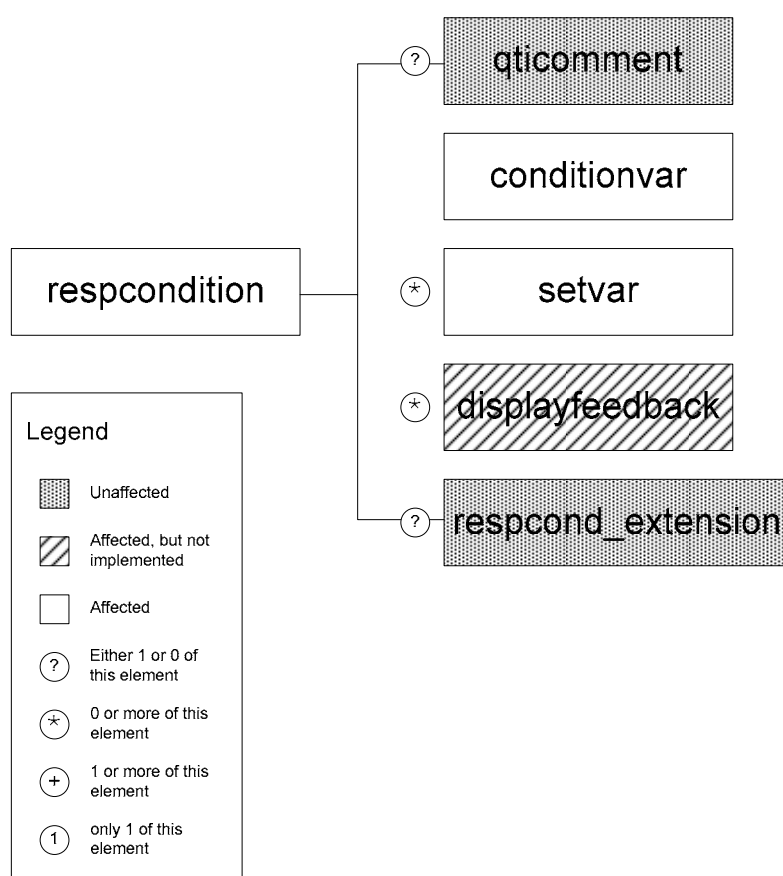 ?
qticomment
conditionvar
respcondition
*
setvar
*
displayfeedback
?
respcond_extension
Legend
Unaffected
Affected, but not
implemented
Affected
?
Either 1 or 0 of
this element
*
0 or more of this
element
+
1 or more of this
element
1
only 1 of this
element